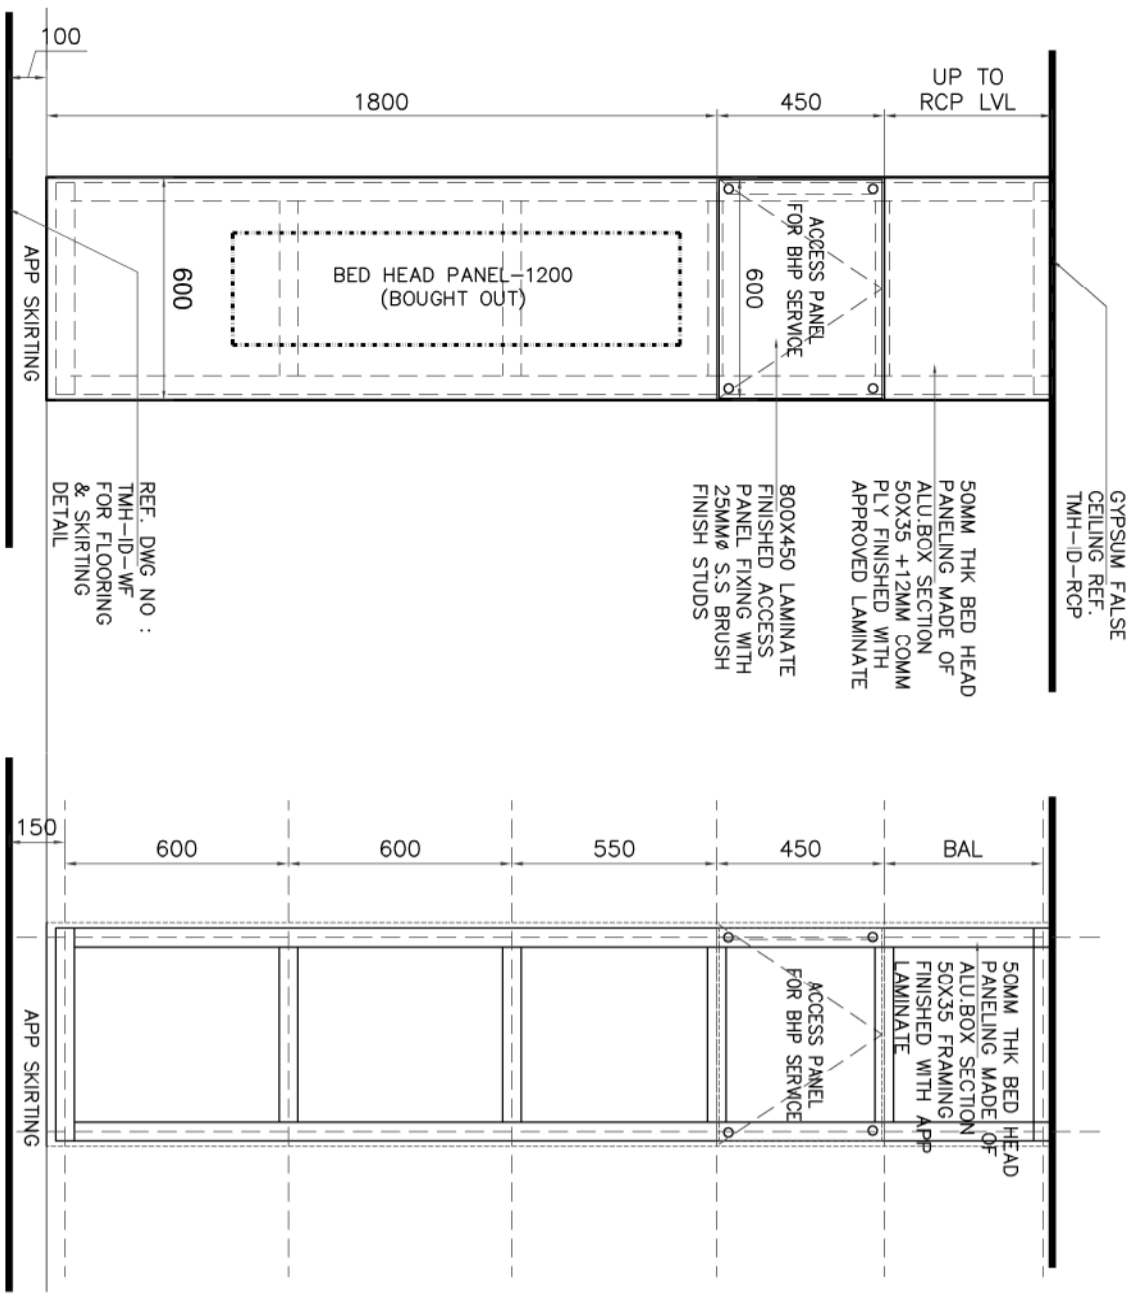 100
1800
450
UP TO
RCP LVL
600
BED HEAD PANEL-1200
(BOUGHT OUT)
600
ACCESS PANEL
FOR BHP SERVICE
APP SKIRTING
GYPSUM FALSE
CEILING REF.
TMH-ID-RCP
50MM THK BED HEAD
PANELING MADE OF
ALU.BOX SECTION
50X35 +12MM COMM
PLY FINISHED WITH
APPROVED LAMINATE
800X450 LAMINATE
FINISHED ACCESS
PANEL FIXING WITH
25MMØ S.S BRUSH
FINISH STUDS
REF. DWG NO :
TMH-ID-WF
FOR FLOORING
& SKIRTING
DETAIL
150
600
600
550
450
BAL
50MM THK BED HEAD
PANELING MADE OF
ALU.BOX SECTION
50X35 FRAMING
FINISHED WITH APP
LAMINATE
ACCESS PANEL
FOR BHP SERVICE
APP SKIRTING